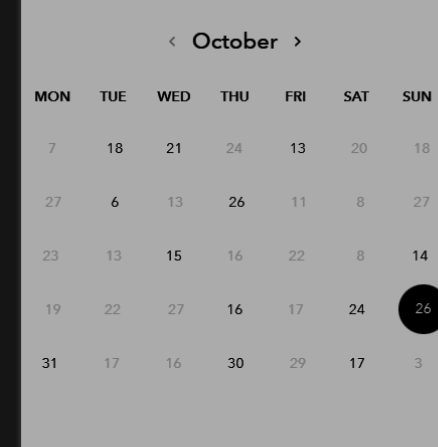 ‹ October ›
MON TUE WED THU FRI SAT SUN
7 18 21 24 13 20 18
27 6 13 26 11 8 27
23 13 15 16 22 8 14
19 22 27 16 17 24 26
31 17 16 30 29 17 3